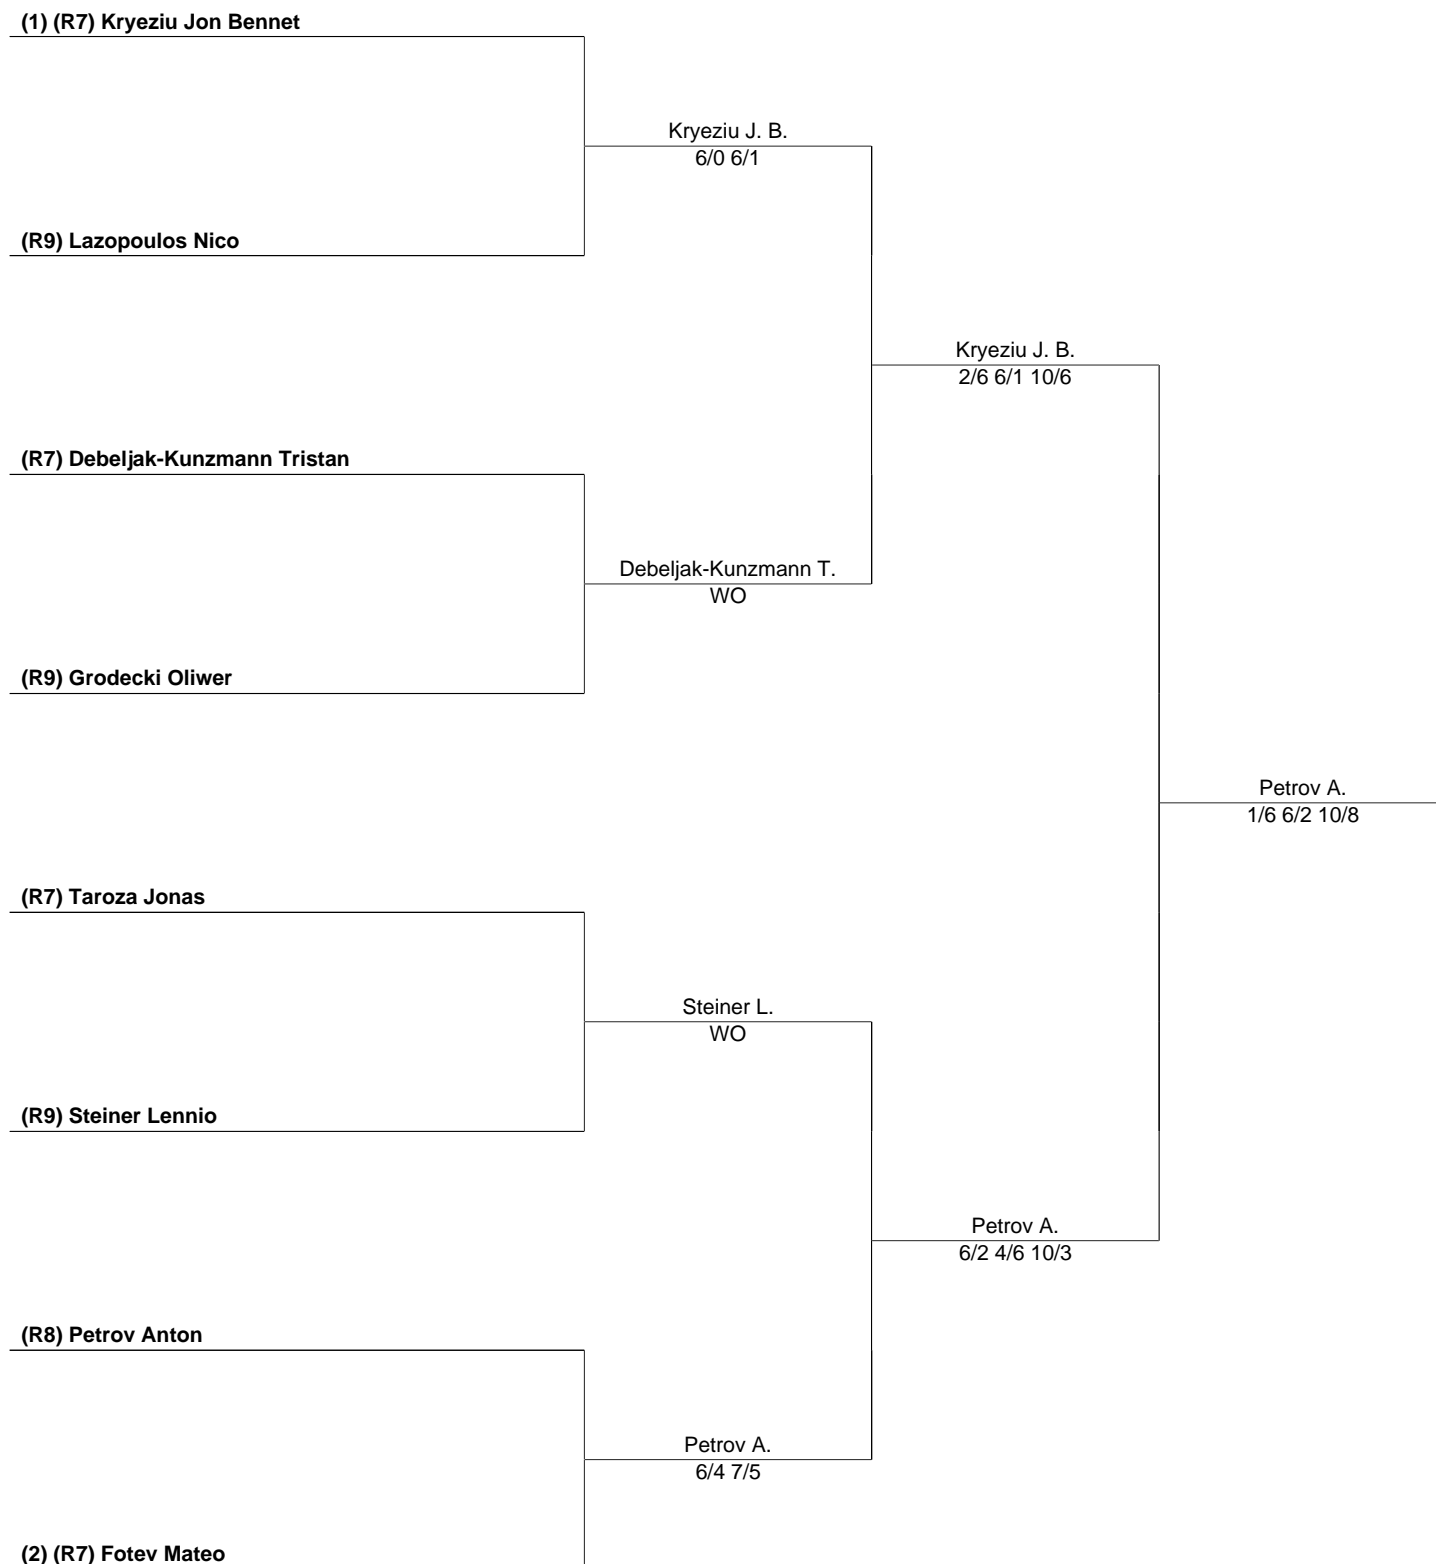 (1) (R7) Kryeziu Jon Bennet
Kryeziu J. B.
6/0 6/1
(R9) Lazopoulos Nico
Kryeziu J. B.
2/6 6/1 10/6
(R7) Debeljak-Kunzmann Tristan
Debeljak-Kunzmann T.
WO
(R9) Grodecki Oliwer
Petrov A.
1/6 6/2 10/8
(R7) Taroza Jonas
Steiner L.
WO
(R9) Steiner Lennio
Petrov A.
6/2 4/6 10/3
(R8) Petrov Anton
Petrov A.
6/4 7/5
(2) (R7) Fotev Mateo